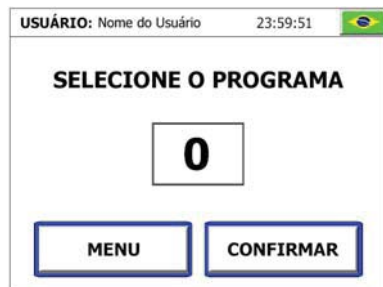 USUÁRIO: Nome do Usuário 23:59:51
SELECIONE O PROGRAMA
0
MENU CONFIRMAR